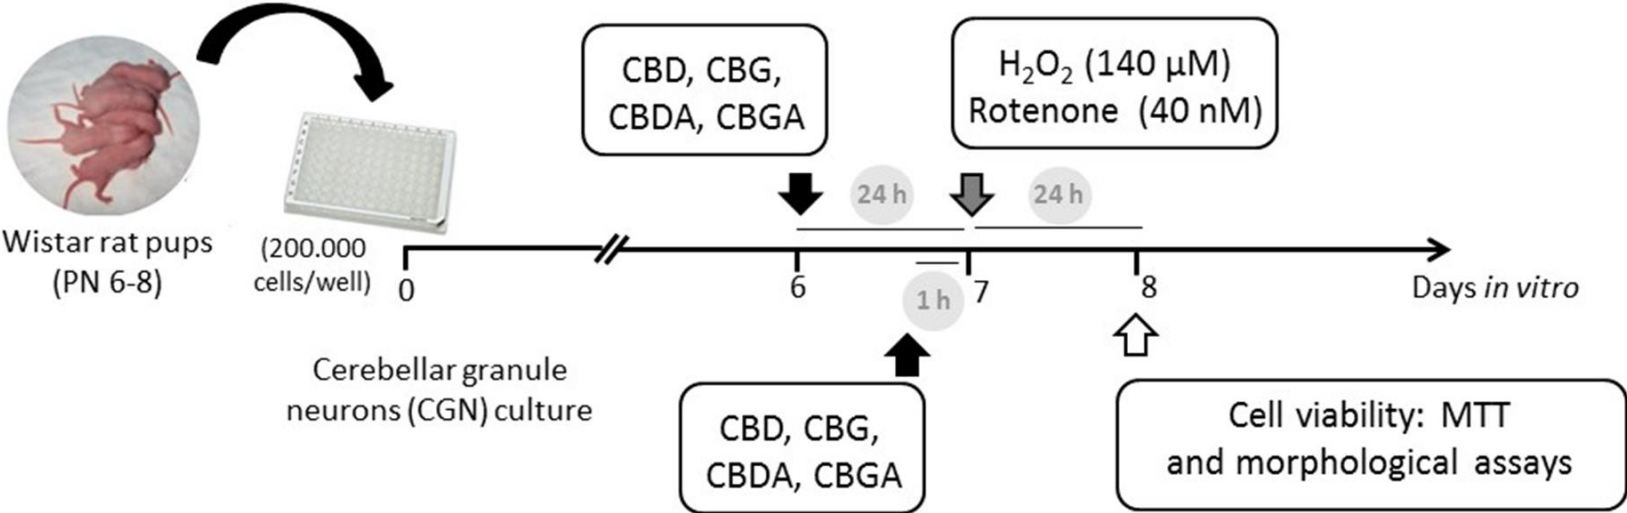 CBD, CBG,
CBDA, CBGA
H₂O₂ (140 µM)
Rotenone (40 nM)
24 h
24 h
Wistar rat pups
(PN 6-8)
(200.000
cells/well)
0
6
7
8
Days in vitro
1 h
Cerebellar granule
neurons (CGN) culture
CBD, CBG,
CBDA, CBGA
Cell viability: MTT
and morphological assays